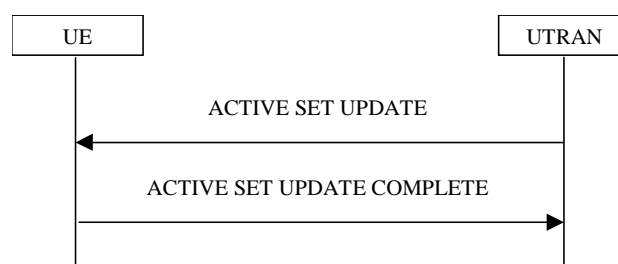 UE
UTRAN
ACTIVE SET UPDATE
ACTIVE SET UPDATE COMPLETE